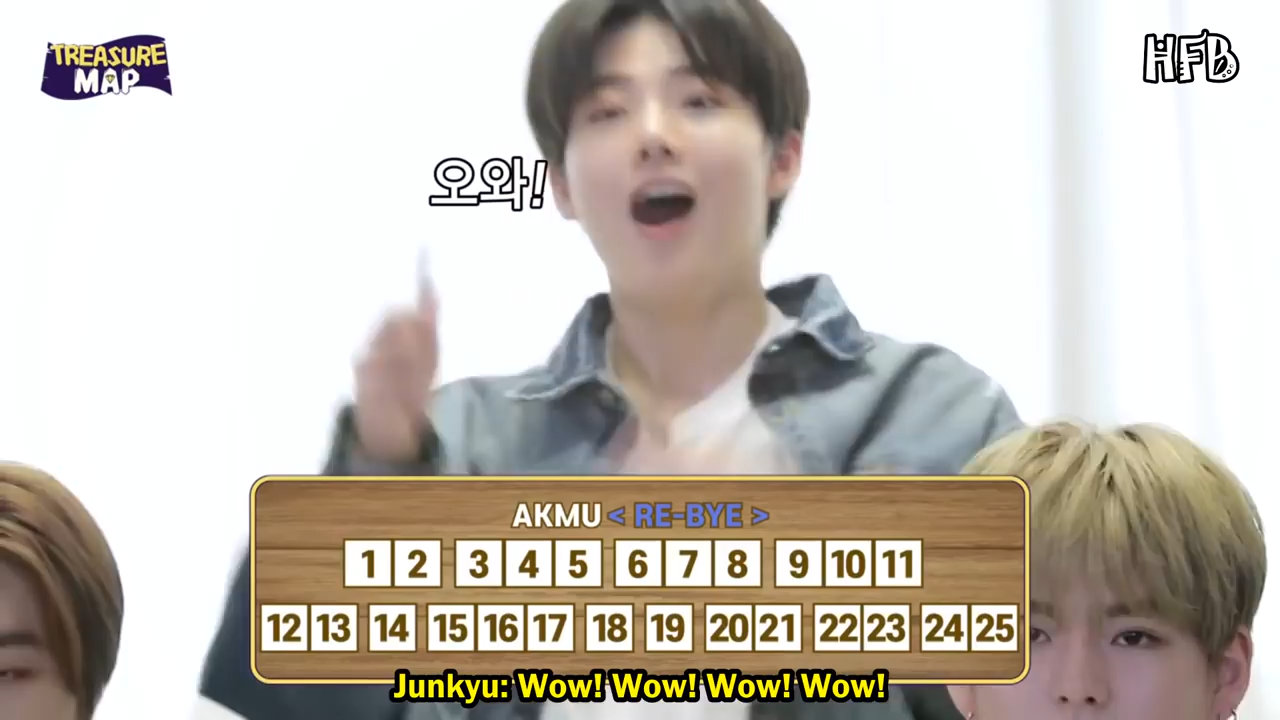 TREASURE
MAP
HFB
오와!
AKMU < RE-BYE >
1 2 3 4 5 6 7 8 9 10 11
12 13 14 15 16 17 18 19 20 21 22 23 24 25
Junkyu: Wow! Wow! Wow! Wow!